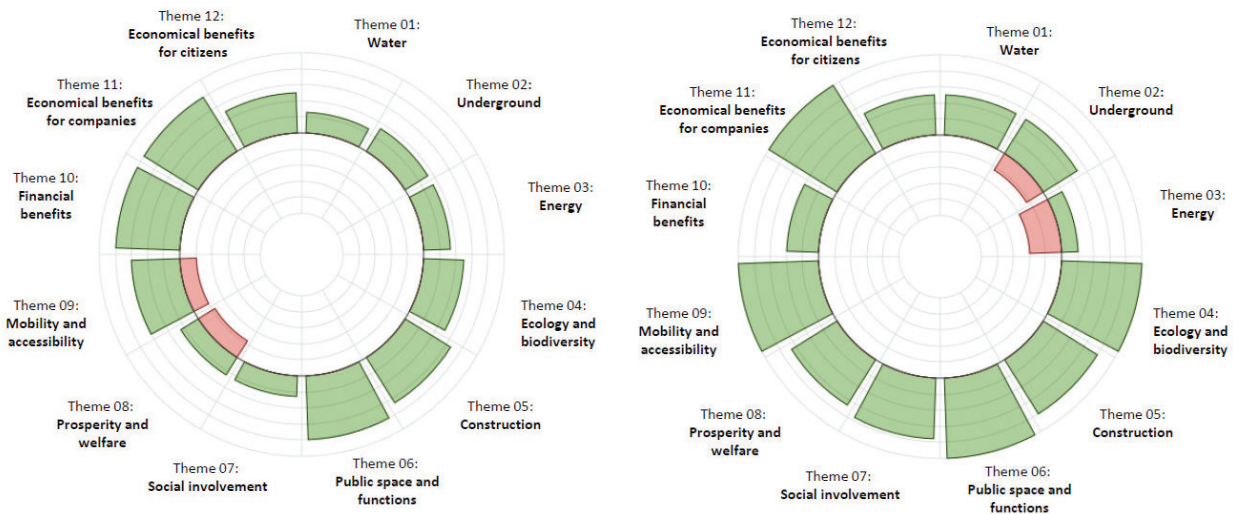 Theme 12:
Economical benefits
for citizens
Theme 01:
Water
Theme 11:
Economical benefits
for companies
Theme 02:
Underground
Theme 10:
Financial
benefits
Theme 03:
Energy
Theme 09:
Mobility and
accessibility
Theme 04:
Ecology and
biodiversity
Theme 08:
Prosperity and
welfare
Theme 05:
Construction
Theme 07:
Social involvement
Theme 06:
Public space and
functions
Theme 12:
Economical benefits
for citizens
Theme 01:
Water
Theme 11:
Economical benefits
for companies
Theme 02:
Underground
Theme 10:
Financial
benefits
Theme 03:
Energy
Theme 09:
Mobility and
accessibility
Theme 04:
Ecology and
biodiversity
Theme 08:
Prosperity and
welfare
Theme 05:
Construction
Theme 07:
Social involvement
Theme 06:
Public space and
functions